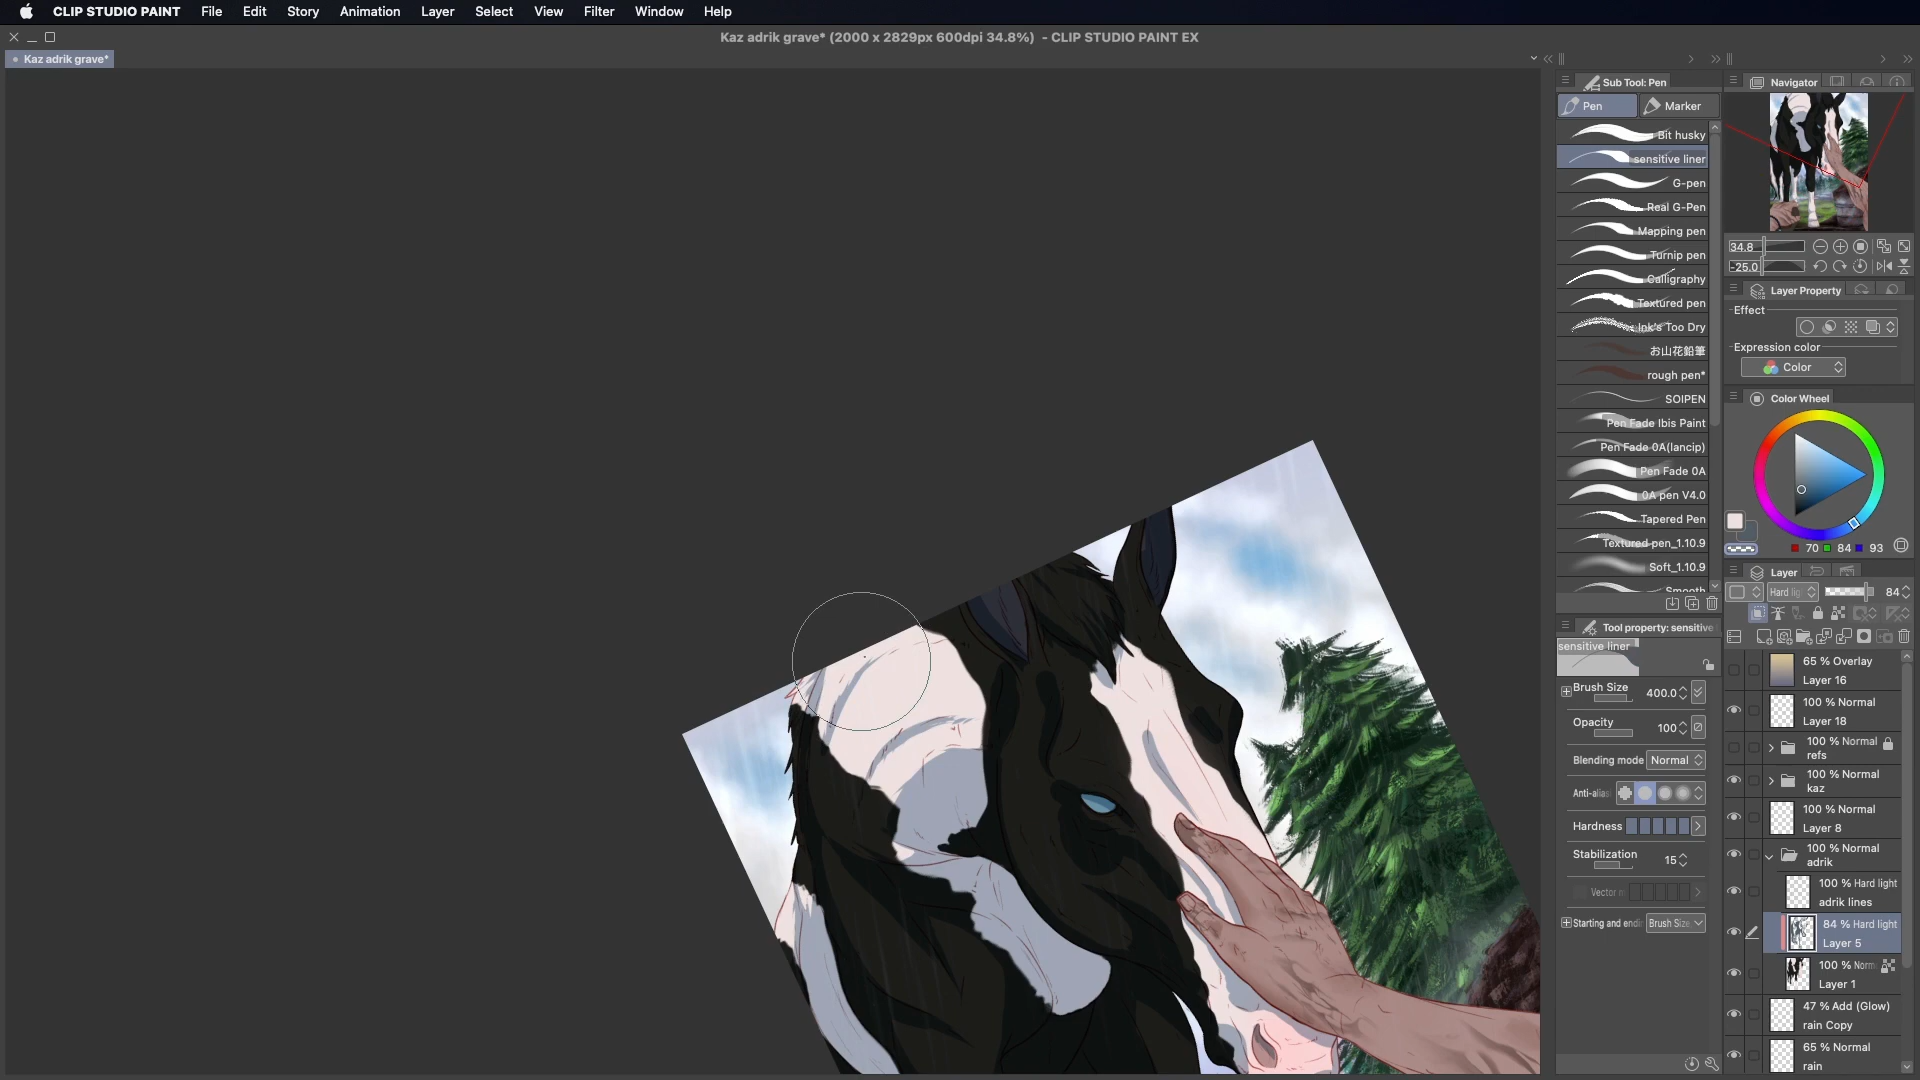 CLIP STUDIO PAINT File Edit Story Animation Layer Select View Filter Window Help
Kaz adrik grave* (2000 x 2829px 600dpi 34.8%) - CLIP STUDIO PAINT EX
Kaz adrik grave*
Sub Tool: Pen
Pen
Marker
Bit husky
sensitive liner
G-pen
Real G-Pen
Mapping pen
Turnip pen
Calligraphy
Textured pen
Ink's Too Dry
お山花鉛筆
rough pen*
SOIPEN
Pen Fade Ibis Paint
Pen Fade 0A(lancip)
Pen Fade 0A
0A pen V4.0
Tapered Pen
Textured pen_1.10.9
Soft_1.10.9
Smooth
Tool property: sensitive
sensitive liner
Brush Size 400.0
Opacity 100
Blending mode Normal
Anti-alias
Hardness
Stabilization 15
Vector
Starting and endi Brush Size
Navigator
34.8
-25.0
Layer Property
Effect
Expression color
Color
Color Wheel
70 84 93
Layer
Hard lig 84
65 % Overlay
Layer 16
100 % Normal
Layer 18
100 % Normal
refs
100 % Normal
kaz
100 % Normal
Layer 8
100 % Normal
adrik
100 % Hard light
adrik lines
84 % Hard light
Layer 5
100 % Norm
Layer 1
47 % Add (Glow)
rain Copy
65 % Normal
rain